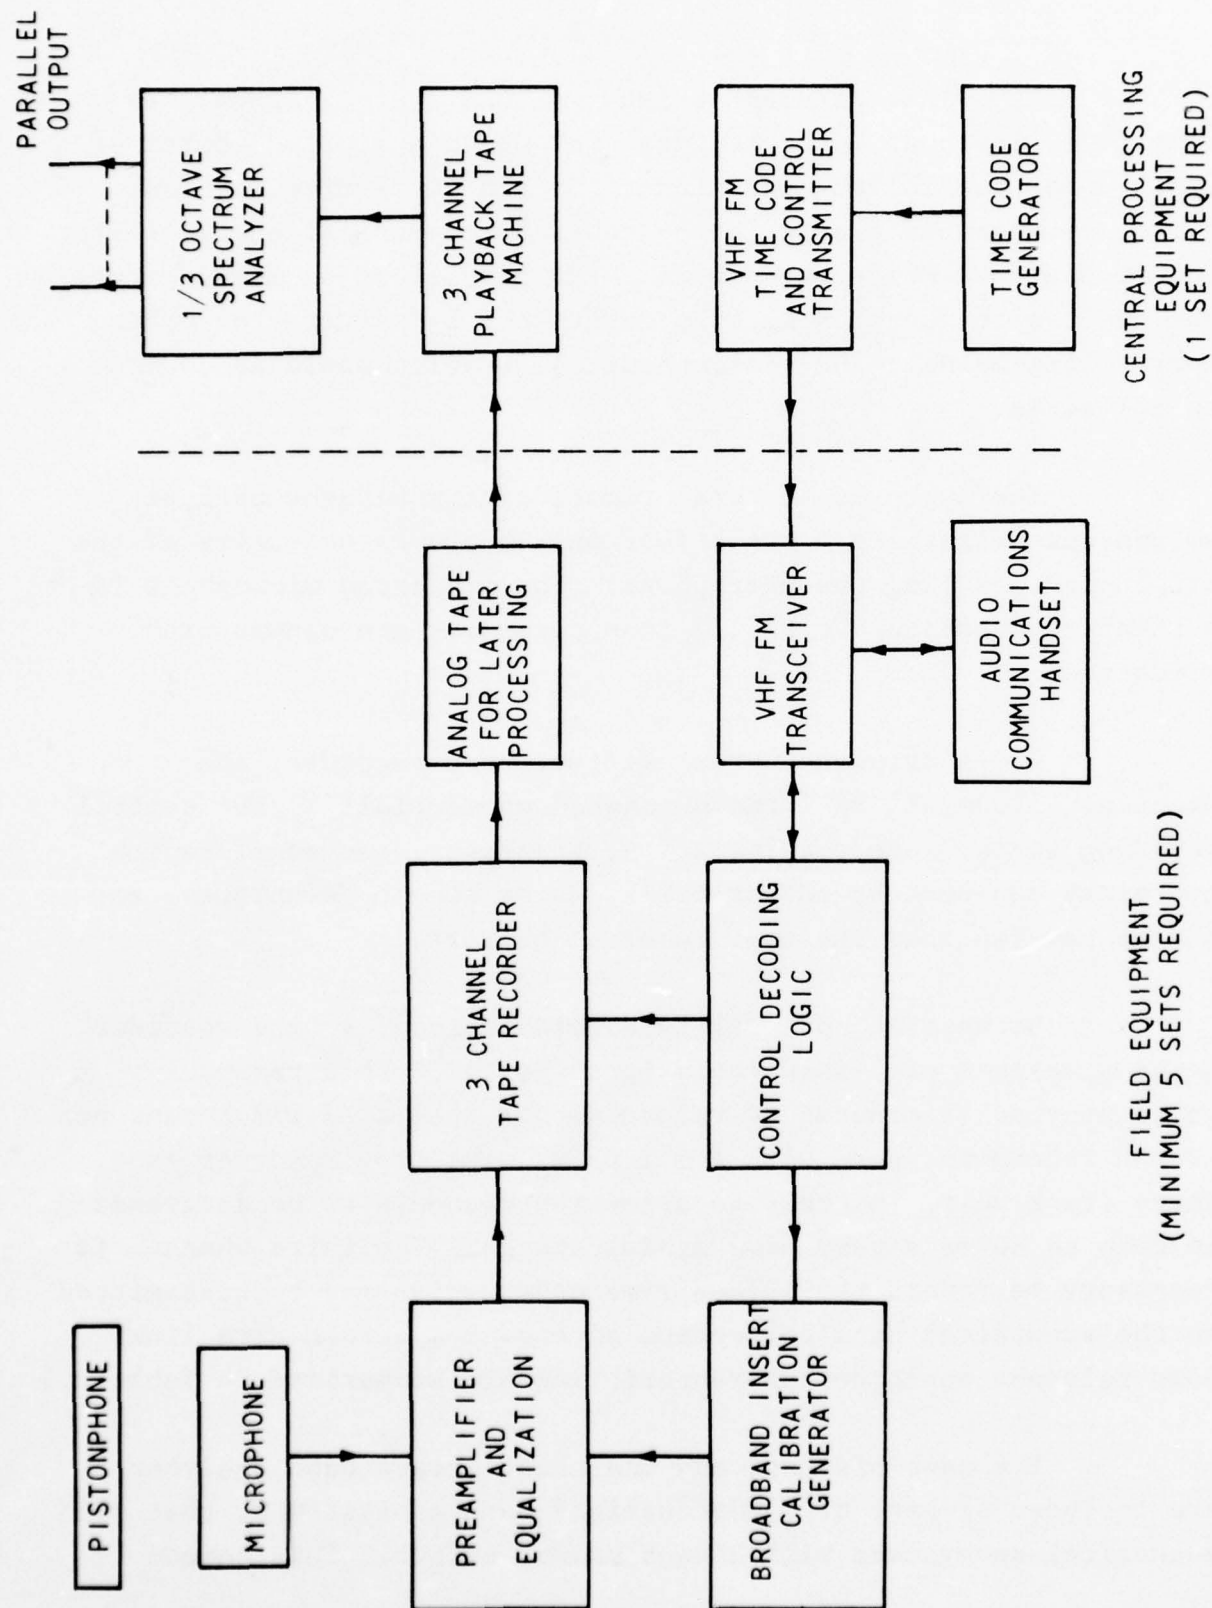 PISTONPHONE
MICROPHONE
PREAMPLIFIER
AND
EQUALIZATION
BROADBAND INSERT
CALIBRATION
GENERATOR
3 CHANNEL
TAPE RECORDER
CONTROL DECODING
LOGIC
ANALOG TAPE
FOR LATER
PROCESSING
VHF FM
TRANSCEIVER
AUDIO
COMMUNICATIONS
HANDSET
FIELD EQUIPMENT
(MINIMUM 5 SETS REQUIRED)
PARALLEL
OUTPUT
1/3 OCTAVE
SPECTRUM
ANALYZER
3 CHANNEL
PLAYBACK TAPE
MACHINE
VHF FM
TIME CODE
AND CONTROL
TRANSMITTER
TIME CODE
GENERATOR
CENTRAL PROCESSING
EQUIPMENT
(1 SET REQUIRED)